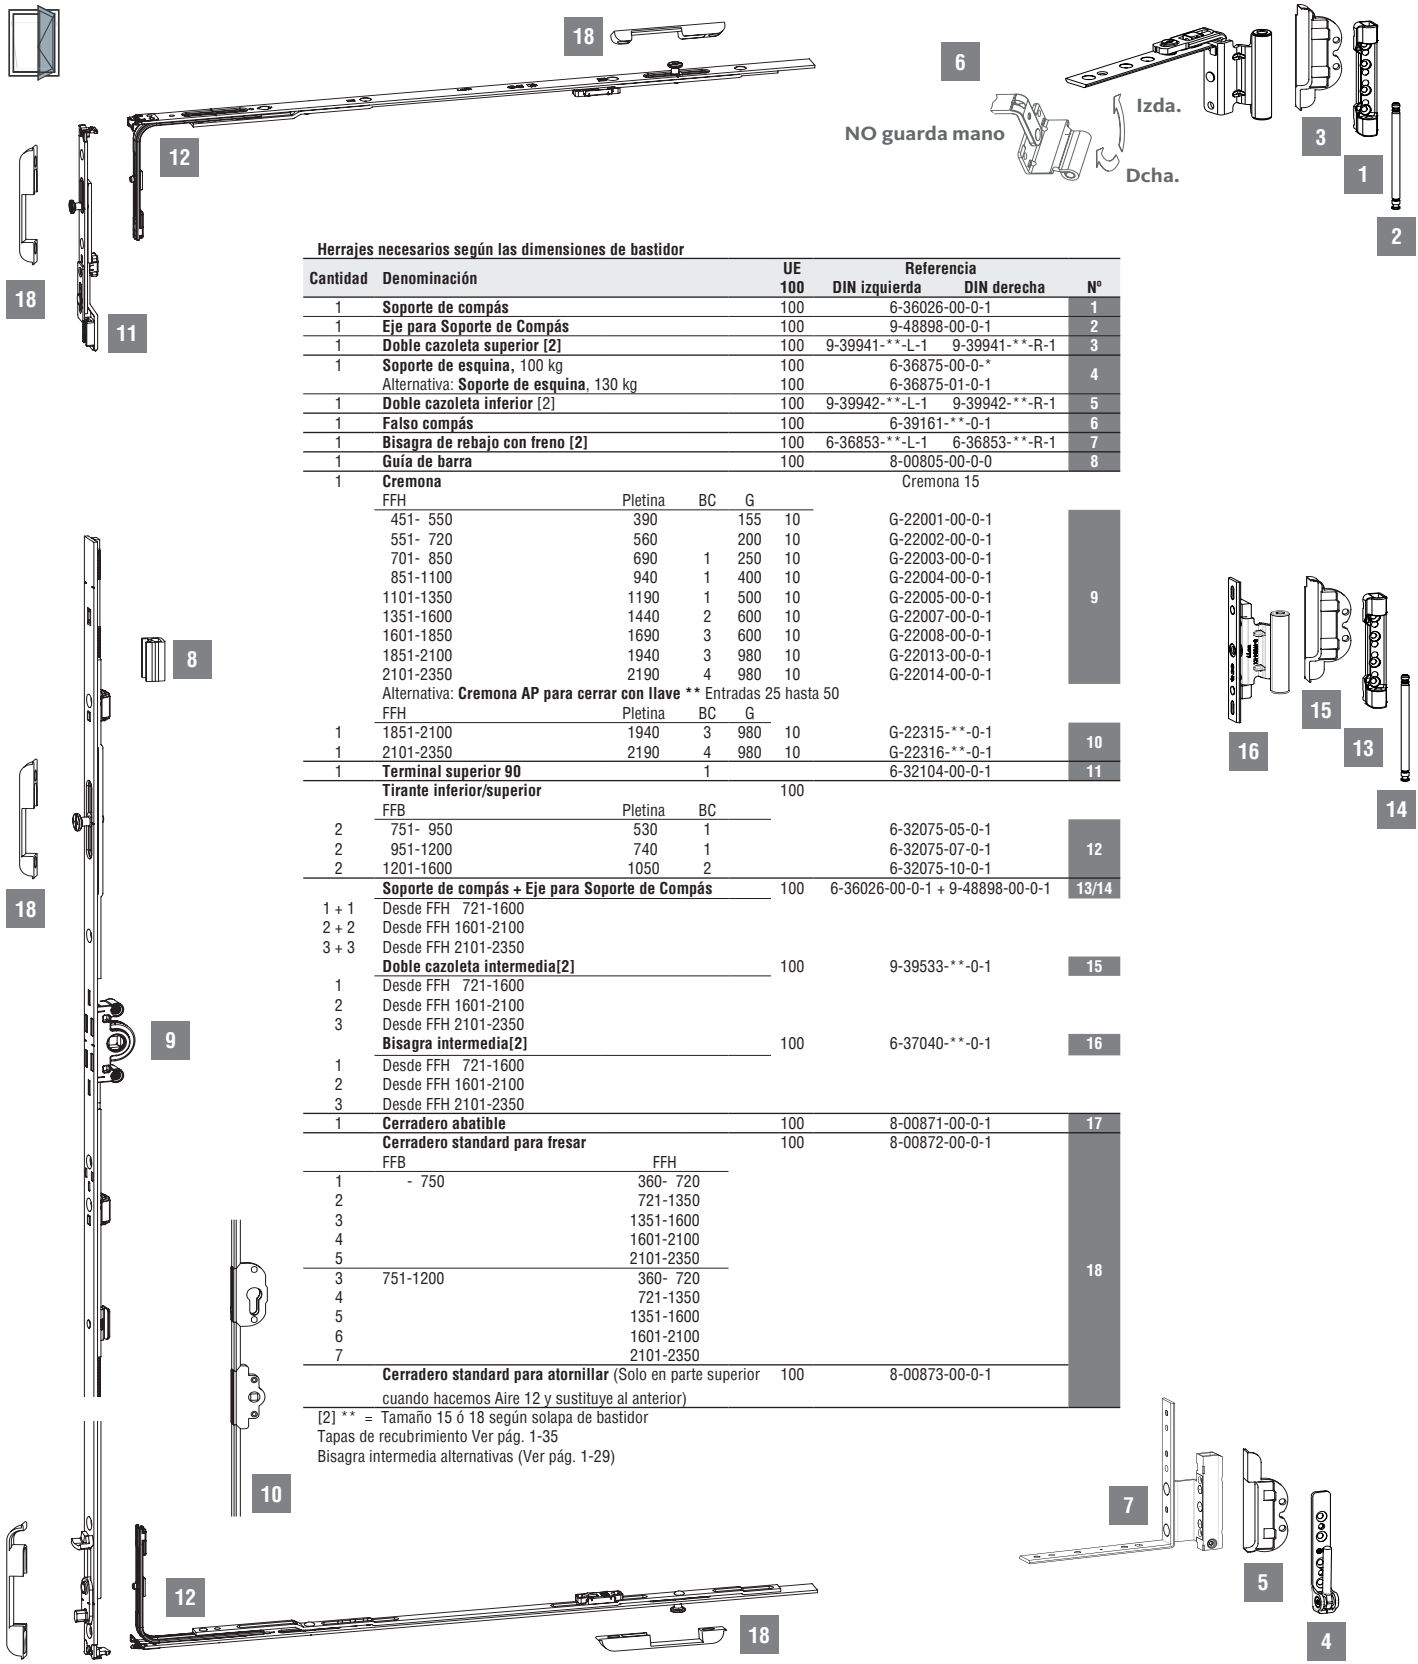 18
6
Izda.
NO guarda mano
Dcha.
3
1
2
12
18
11
Herrajes necesarios según las dimensiones de bastidor
Cantidad Denominación UE 100 Referencia DIN izquierda DIN derecha Nº
1 Soporte de compás 100 6-36026-00-0-1 1
1 Eje para Soporte de Compás 100 9-48898-00-0-1 2
1 Doble cazoleta superior [2] 100 9-39941-**-L-1 9-39941-**-R-1 3
1 Soporte de esquina, 100 kg 100 6-36875-00-0-* 4
Alternativa: Soporte de esquina, 130 kg 100 6-36875-01-0-1
1 Doble cazoleta inferior [2] 100 9-39942-**-L-1 9-39942-**-R-1 5
1 Falso compás 100 6-39161-**-0-1 6
1 Bisagra de rebajo con freno [2] 100 6-36853-**-L-1 6-36853-**-R-1 7
1 Guía de barra 100 8-00805-00-0-0 8
1 Cremona Cremona 15
FFH Pletina BC G
451- 550 390 155 10 G-22001-00-0-1
551- 720 560 200 10 G-22002-00-0-1
701- 850 690 1 250 10 G-22003-00-0-1
851-1100 940 1 400 10 G-22004-00-0-1
1101-1350 1190 1 500 10 G-22005-00-0-1 9
1351-1600 1440 2 600 10 G-22007-00-0-1
1601-1850 1690 3 600 10 G-22008-00-0-1
1851-2100 1940 3 980 10 G-22013-00-0-1
2101-2350 2190 4 980 10 G-22014-00-0-1
Alternativa: Cremona AP para cerrar con llave ** Entradas 25 hasta 50
FFH Pletina BC G
1 1851-2100 1940 3 980 10 G-22315-**-0-1 10
1 2101-2350 2190 4 980 10 G-22316-**-0-1
1 Terminal superior 90 1 6-32104-00-0-1 11
Tirante inferior/superior 100
FFB Pletina BC
2 751- 950 530 1 6-32075-05-0-1
2 951-1200 740 1 6-32075-07-0-1 12
2 1201-1600 1050 2 6-32075-10-0-1
Soporte de compás + Eje para Soporte de Compás 100 6-36026-00-0-1 + 9-48898-00-0-1 13/14
1 + 1 Desde FFH 721-1600
2 + 2 Desde FFH 1601-2100
3 + 3 Desde FFH 2101-2350
Doble cazoleta intermedia[2] 100 9-39533-**-0-1 15
1 Desde FFH 721-1600
2 Desde FFH 1601-2100
3 Desde FFH 2101-2350
Bisagra intermedia[2] 100 6-37040-**-0-1 16
1 Desde FFH 721-1600
2 Desde FFH 1601-2100
3 Desde FFH 2101-2350
1 Cerradero abatible 100 8-00871-00-0-1 17
Cerradero standard para fresar 100 8-00872-00-0-1
FFB FFH
1 - 750 360- 720
2 721-1350
3 1351-1600
4 1601-2100
5 2101-2350
3 751-1200 360- 720 18
4 721-1350
5 1351-1600
6 1601-2100
7 2101-2350
Cerradero standard para atornillar (Solo en parte superior 100 8-00873-00-0-1
cuando hacemos Aire 12 y sustituye al anterior)
[2] ** = Tamaño 15 ó 18 según solapa de bastidor
Tapas de recubrimiento Ver pág. 1-35
Bisagra intermedia alternativas (Ver pág. 1-29)
8
18
9
10
16
15
13
14
7
5
4
12
18